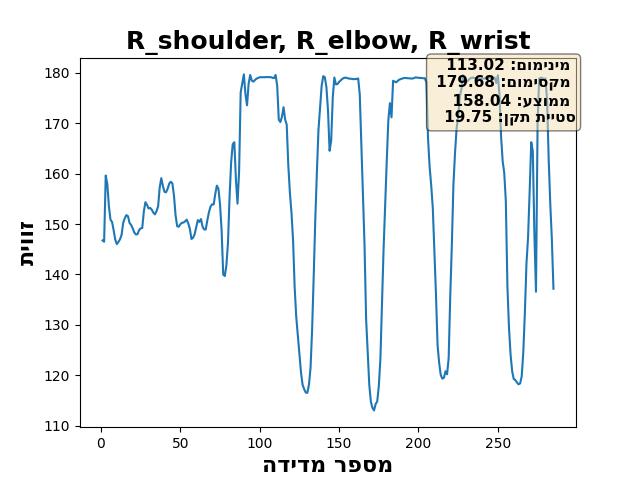 R_shoulder, R_elbow, R_wrist
מינימום: 113.02
מקסימום: 179.68
ממוצע: 158.04
סטיית תקן: 19.75
180
170
160
150
140
130
120
110
זווית
0 50 100 150 200 250
מספר מדידה